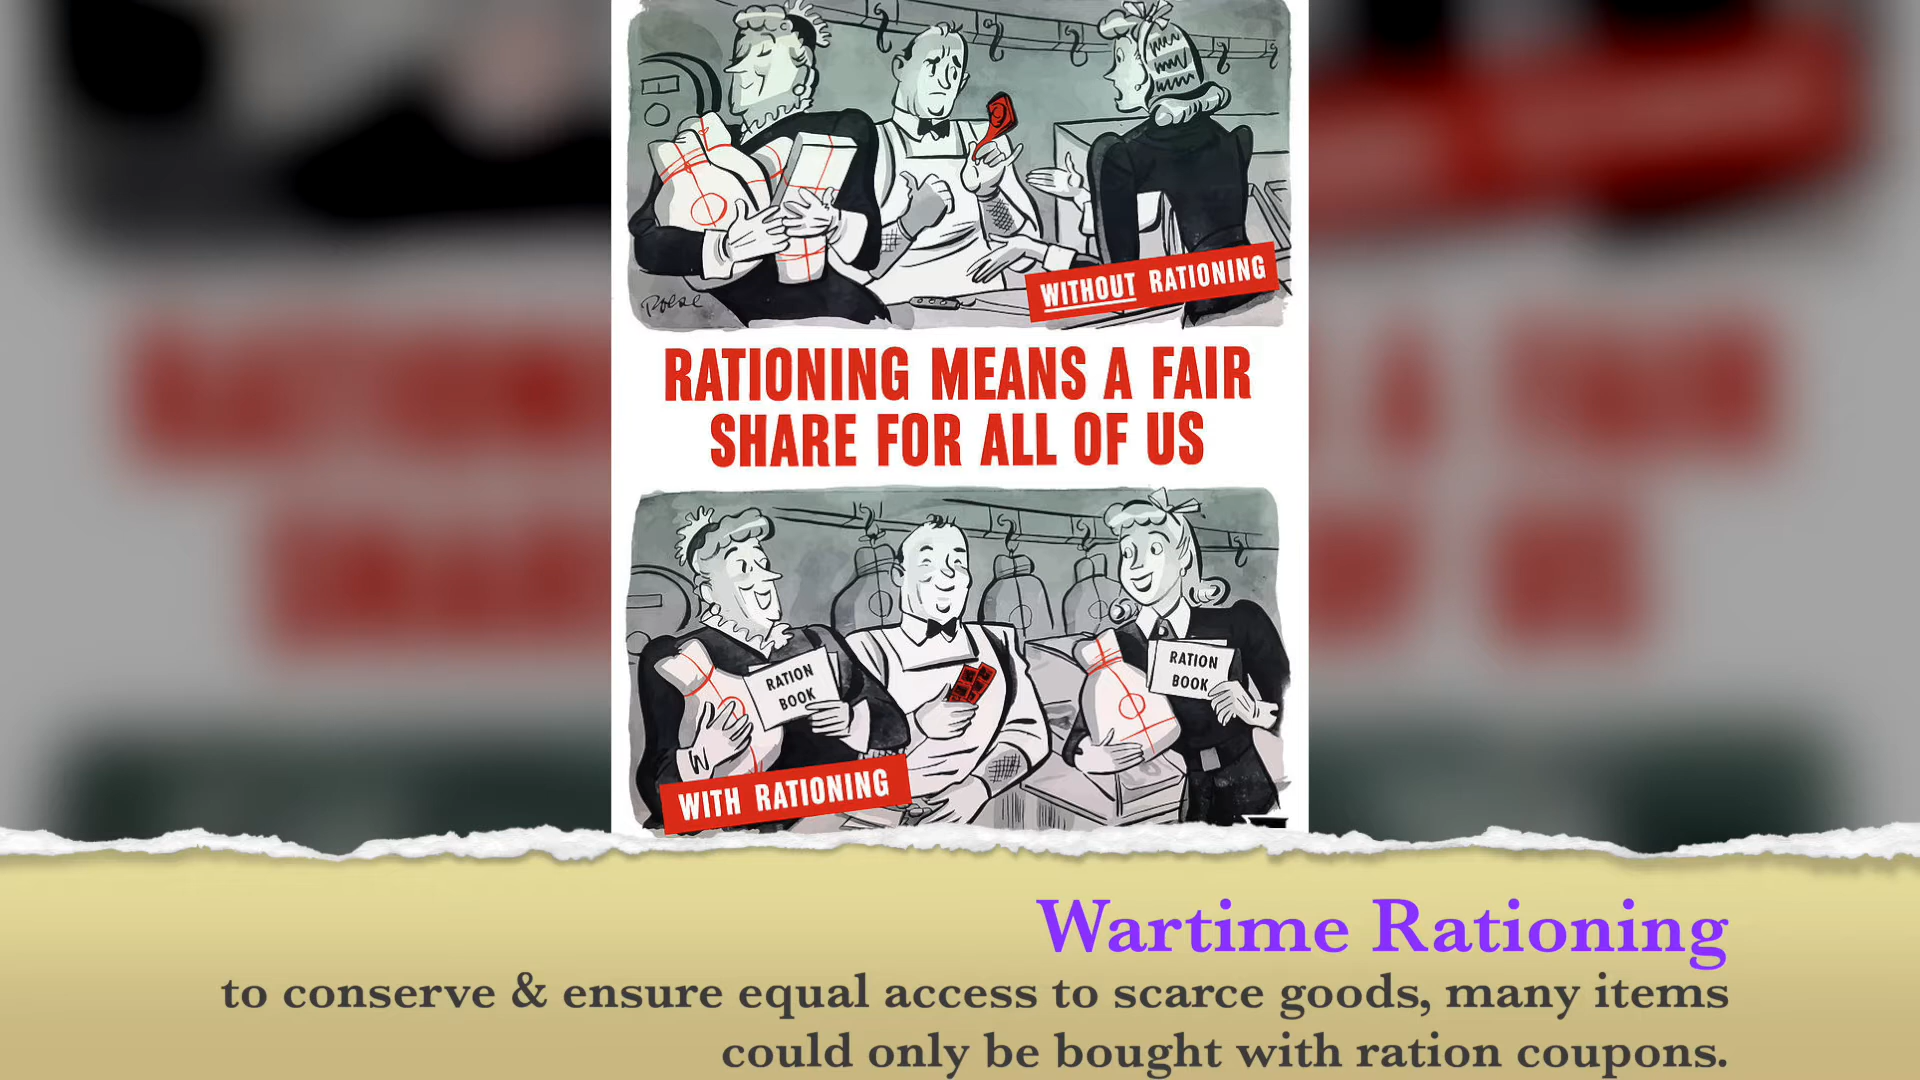 WITHOUT RATIONING
Roese
RATIONING MEANS A FAIR
SHARE FOR ALL OF US
RATION
BOOK
RATION
BOOK
WITH RATIONING
Wartime Rationing
to conserve & ensure equal access to scarce goods, many items
could only be bought with ration coupons.